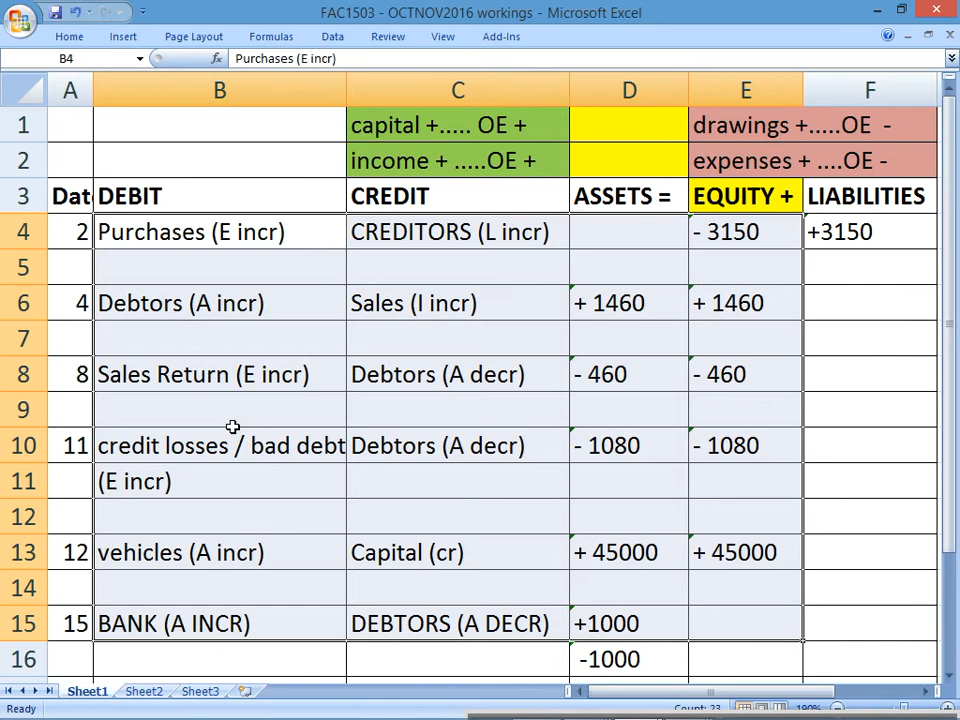 FAC1503 - OCTNOV2016 workings - Microsoft Excel
Home Insert Page Layout Formulas Data Review View Add-Ins
B4 fx Purchases (E incr)
A B C D E F
1 capital +..... OE + drawings +.....OE -
2 income + .....OE + expenses + ....OE -
3 Dat DEBIT CREDIT ASSETS = EQUITY + LIABILITIES
4 2 Purchases (E incr) CREDITORS (L incr) - 3150 +3150
5
6 4 Debtors (A incr) Sales (I incr) + 1460 + 1460
7
8 8 Sales Return (E incr) Debtors (A decr) - 460 - 460
9
10 11 credit losses / bad debt Debtors (A decr) - 1080 - 1080
11 (E incr)
12
13 12 vehicles (A incr) Capital (cr) + 45000 + 45000
14
15 15 BANK (A INCR) DEBTORS (A DECR) +1000
16 -1000
Sheet1 Sheet2 Sheet3
Ready Count: 23 190%